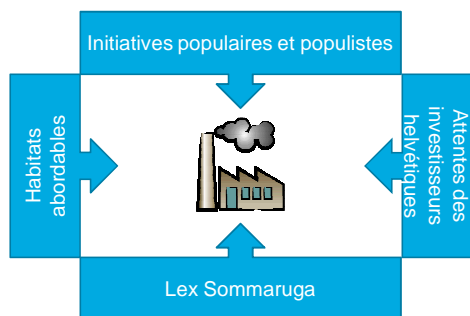 Initiatives populaires et populistes
Habitats
abordables
Attentes des
investisseurs
helvétiques
Lex Sommaruga